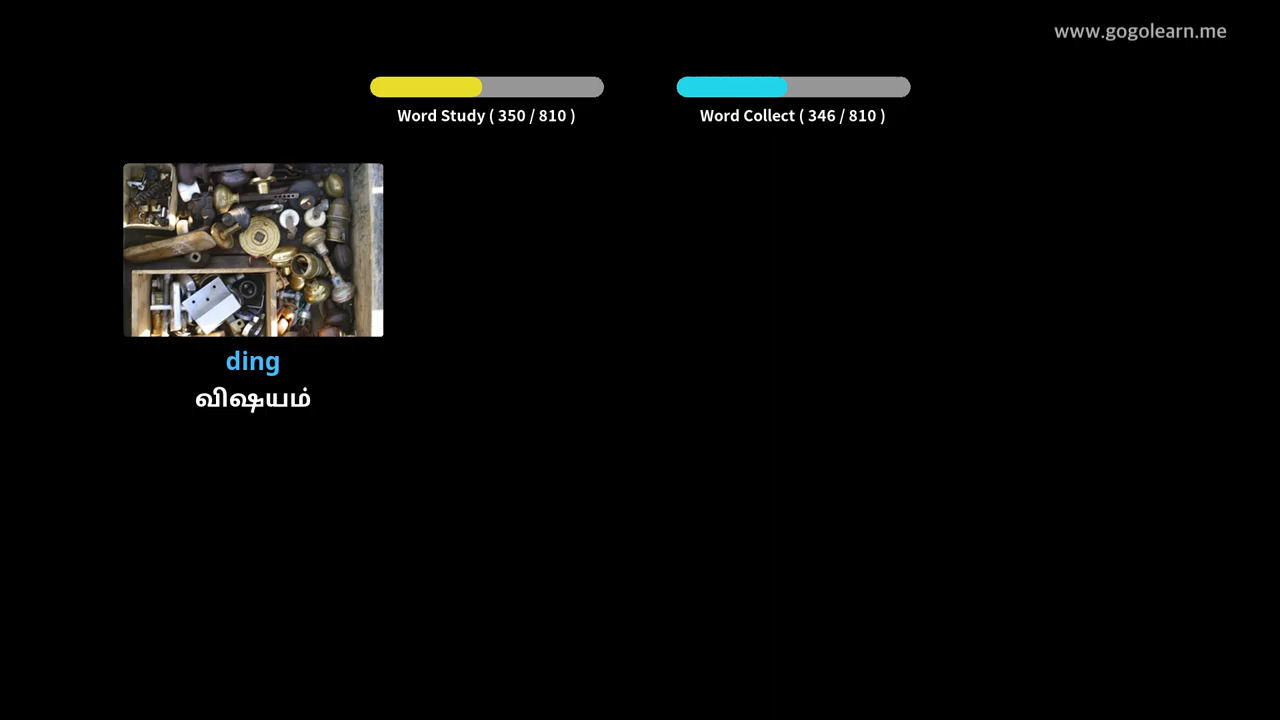 www.gogolearn.me
Word Study ( 350 / 810 )
Word Collect ( 346 / 810 )
ding
விஷயம்